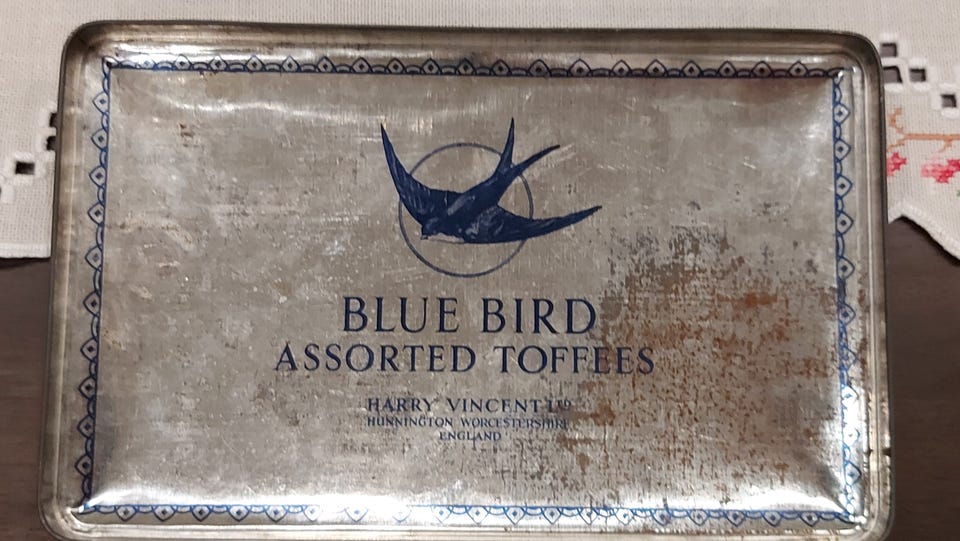 BLUE BIRD
ASSORTED TOFFEES
HARRY VINCENT LTD
HUNNINGTON WORCESTERSHIRE
ENGLAND